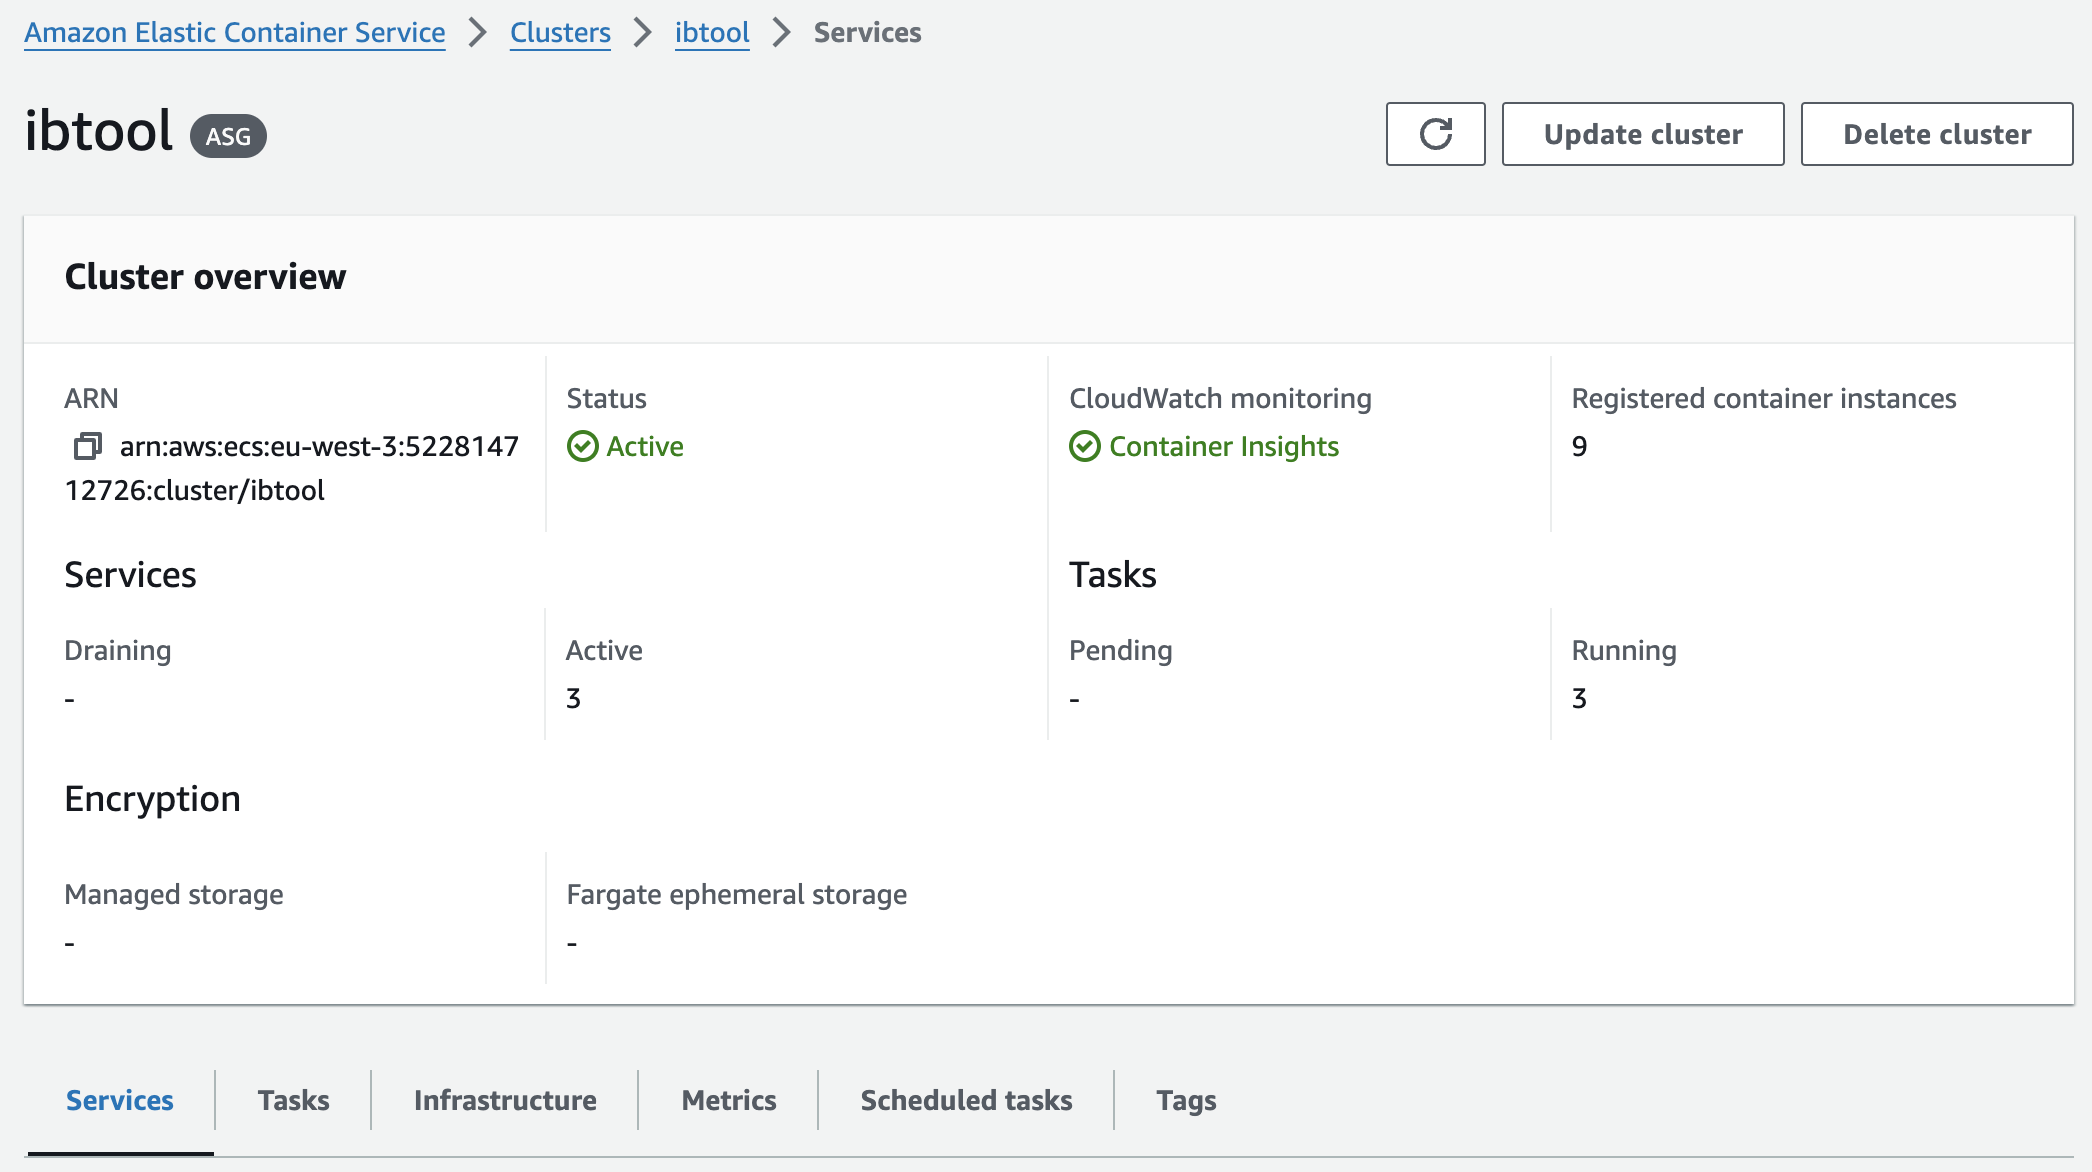 Amazon Elastic Container Service > Clusters > ibtool > Services
ibtool ASG
Update cluster
Delete cluster
Cluster overview
ARN
arn:aws:ecs:eu-west-3:5228147
12726:cluster/ibtool
Status
Active
CloudWatch monitoring
Container Insights
Registered container instances
9
Services
Tasks
Draining
-
Active
3
Pending
-
Running
3
Encryption
Managed storage
-
Fargate ephemeral storage
-
Services
Tasks
Infrastructure
Metrics
Scheduled tasks
Tags